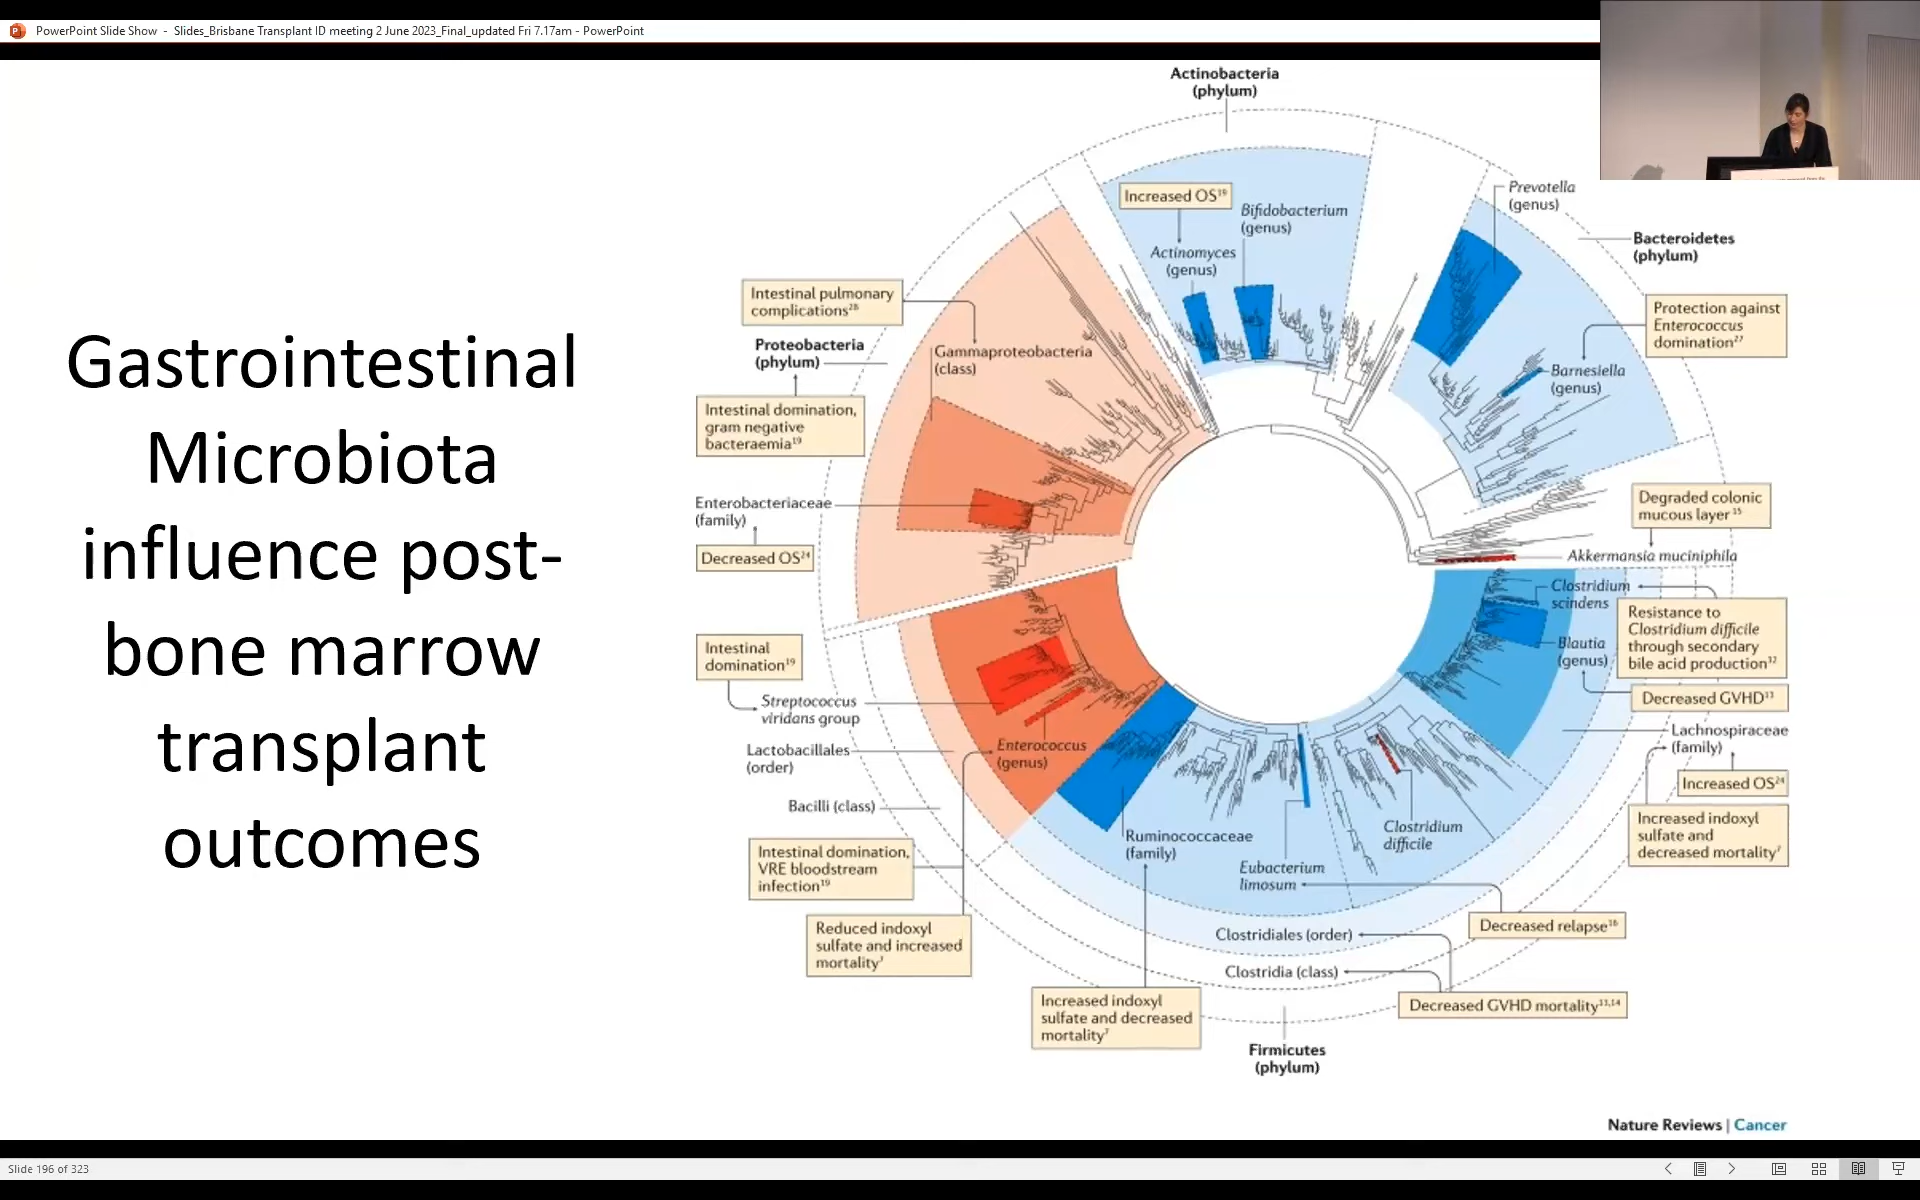 PowerPoint Slide Show - Slides_Brisbane Transplant ID meeting 2 June 2023_Final_updated Fri 7.17am - PowerPoint
Gastrointestinal
Microbiota
influence post-
bone marrow
transplant
outcomes
Actinobacteria
(phylum)
Increased OS19
Bifidobacterium
(genus)
Actinomyces
(genus)
Prevotella
(genus)
Bacteroidetes
(phylum)
Protection against
Enterococcus
domination27
Barnesiella
(genus)
Intestinal pulmonary
complications28
Proteobacteria
(phylum)
Gammaproteobacteria
(class)
Intestinal domination,
gram negative
bacteraemia19
Enterobacteriaceae
(family)
Decreased OS24
Degraded colonic
mucous layer15
Akkermansia muciniphila
Clostridium
scindens
Resistance to
Clostridium difficile
through secondary
bile acid production12
Blautia
(genus)
Decreased GVHD13
Lachnospiraceae
(family)
Increased OS24
Increased indoxyl
sulfate and
decreased mortality7
Intestinal
domination19
Streptococcus
viridans group
Lactobacillales
(order)
Enterococcus
(genus)
Bacilli (class)
Intestinal domination,
VRE bloodstream
infection19
Reduced indoxyl
sulfate and increased
mortality7
Ruminococcaceae
(family)
Eubacterium
limosum
Clostridium
difficile
Decreased relapse16
Clostridiales (order)
Clostridia (class)
Decreased GVHD mortality13,14
Increased indoxyl
sulfate and decreased
mortality7
Firmicutes
(phylum)
Nature Reviews | Cancer
Slide 196 of 323